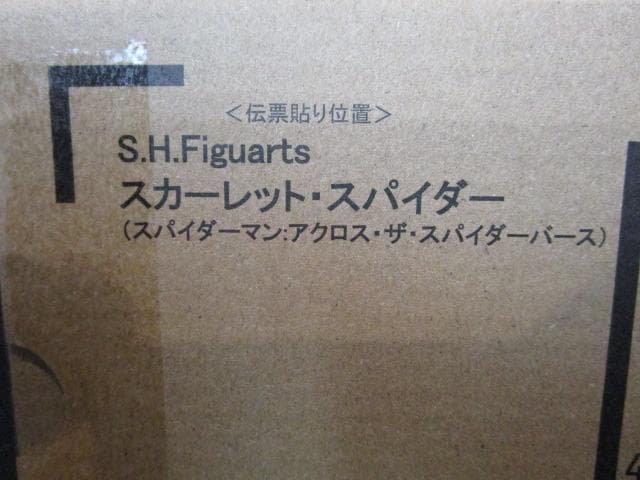 ＜伝票貼り位置＞
S.H.Figuarts
スカーレット・スパイダー
(スパイダーマン:アクロス・ザ・スパイダーバース)